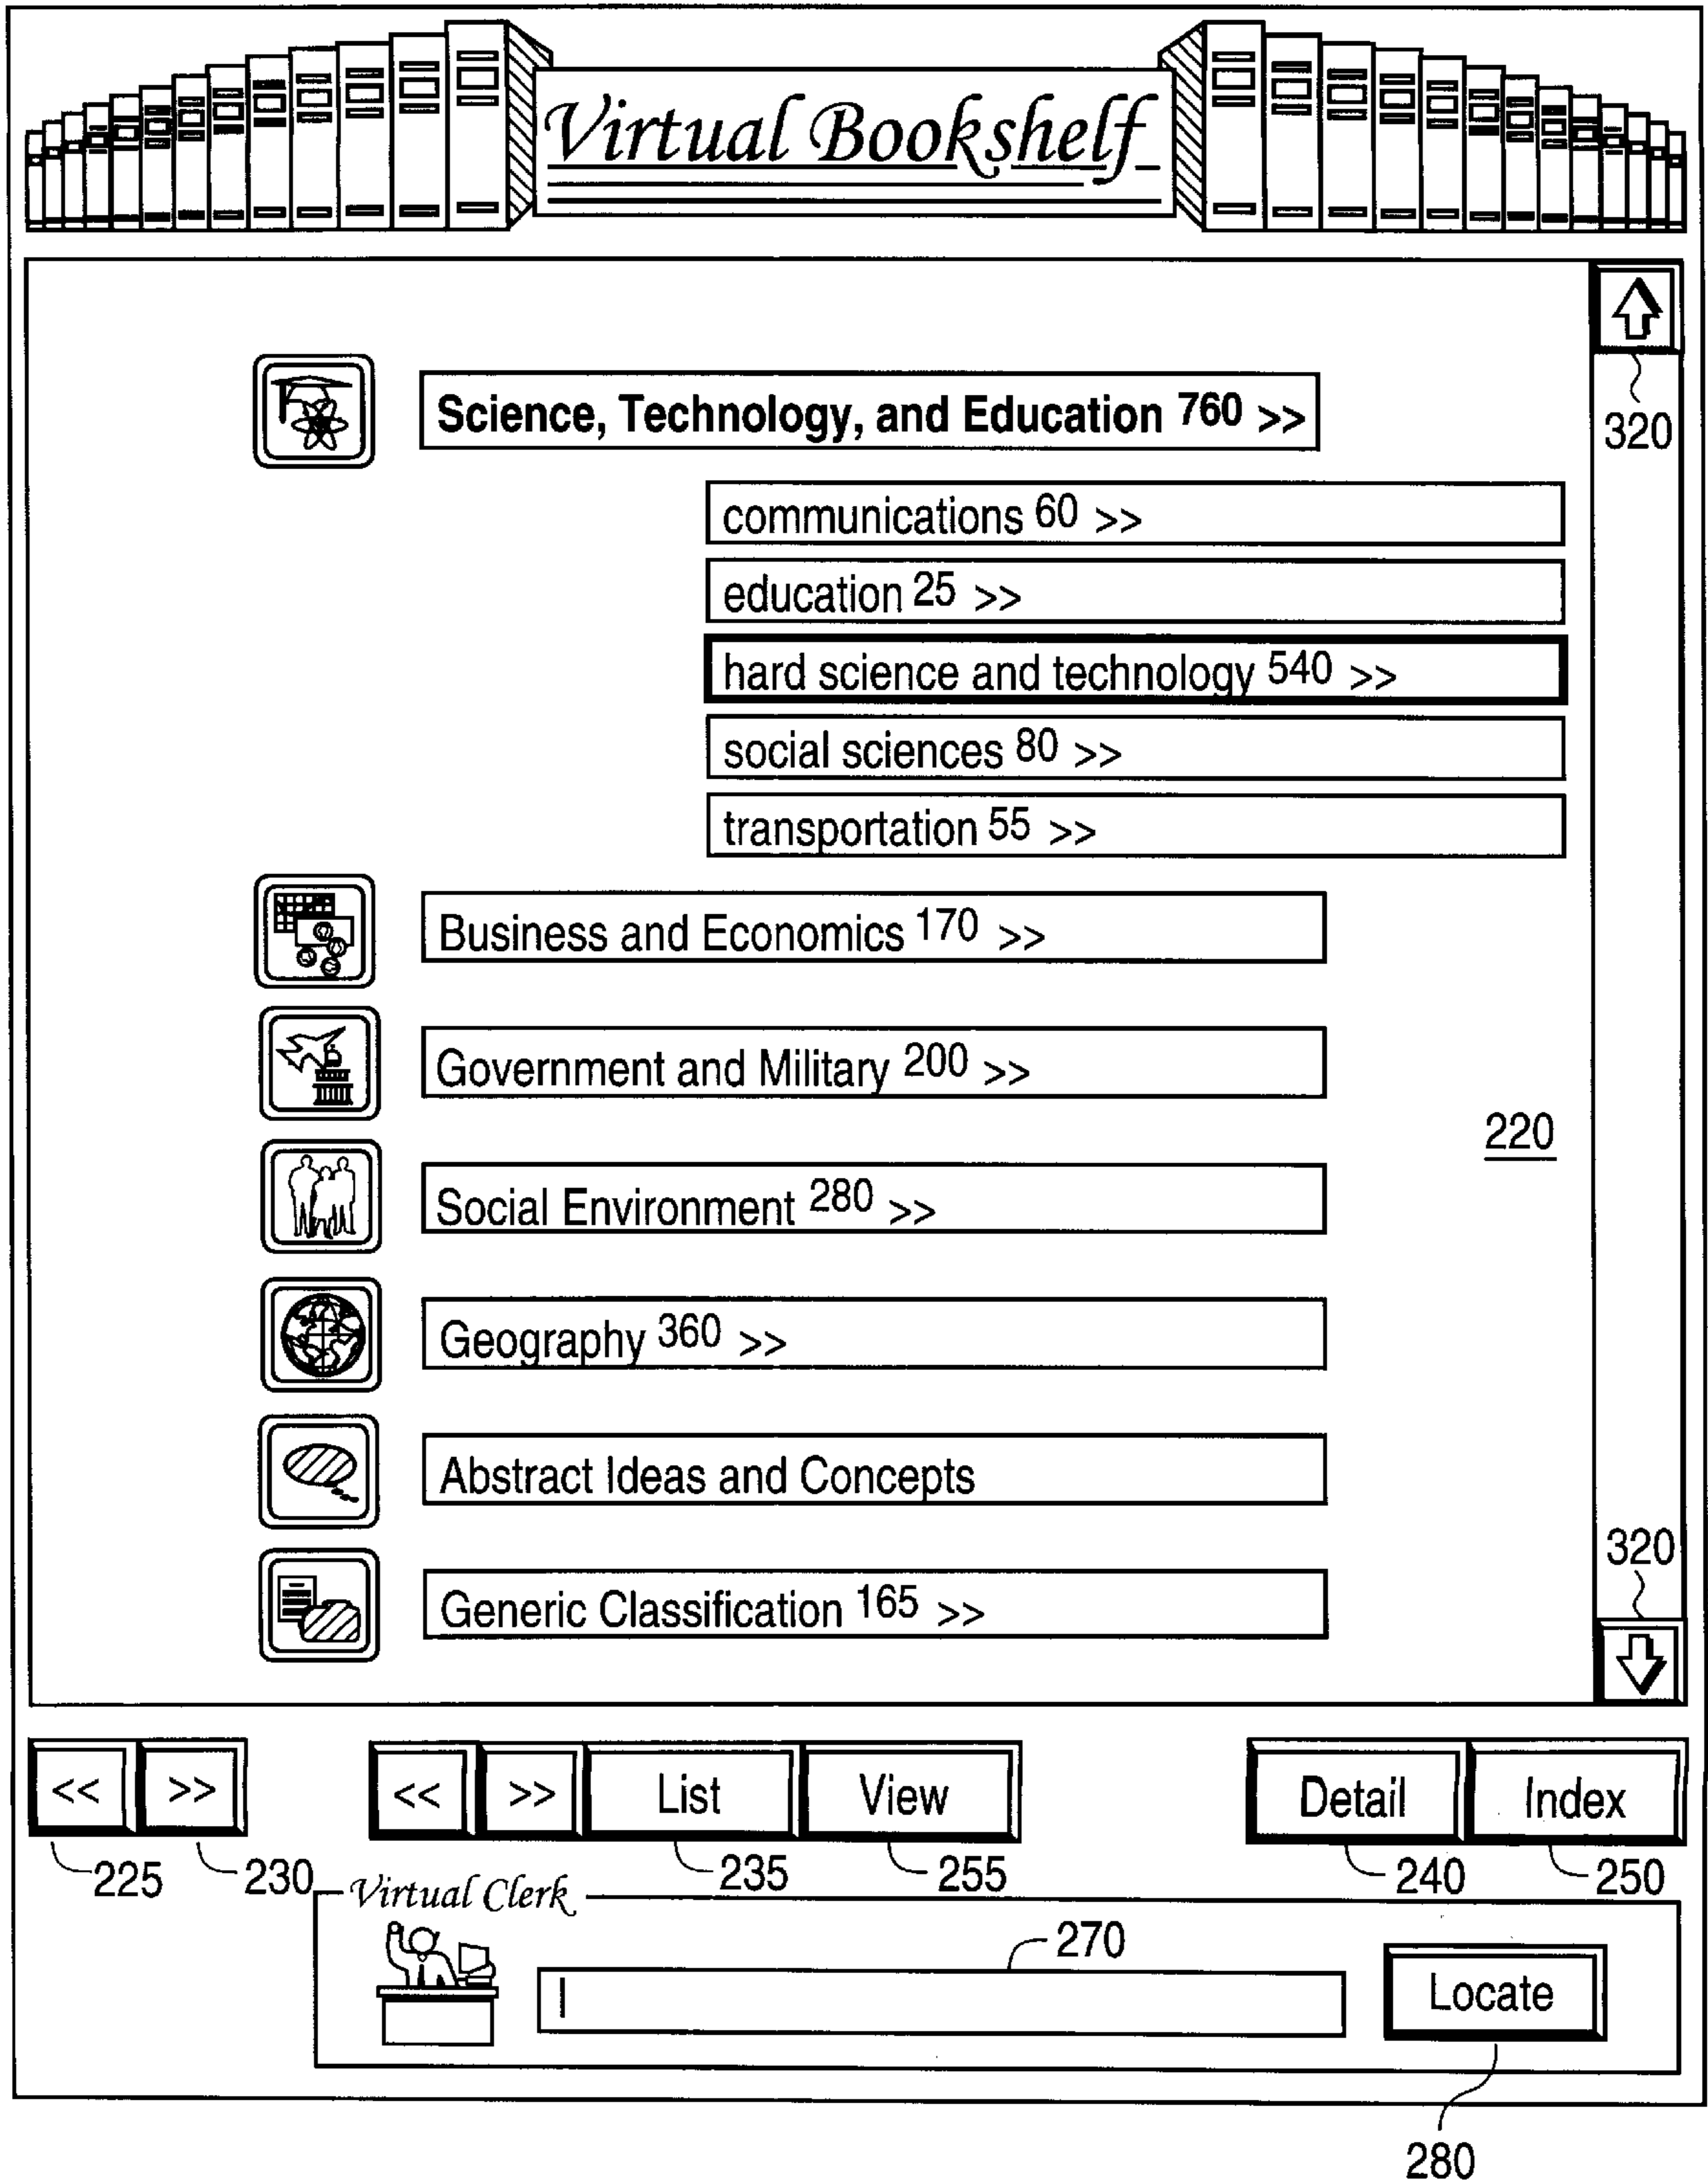 Virtual Bookshelf
Science, Technology, and Education 760 >>
320
communications 60 >>
education 25 >>
hard science and technology 540 >>
social sciences 80 >>
transportation 55 >>
Business and Economics 170 >>
Government and Military 200 >>
220
Social Environment 280 >>
Geography 360 >>
Abstract Ideas and Concepts
320
Generic Classification 165 >>
<< >> << >> List View Detail Index
225 230 235 255 240 250
Virtual Clerk
270
Locate
280